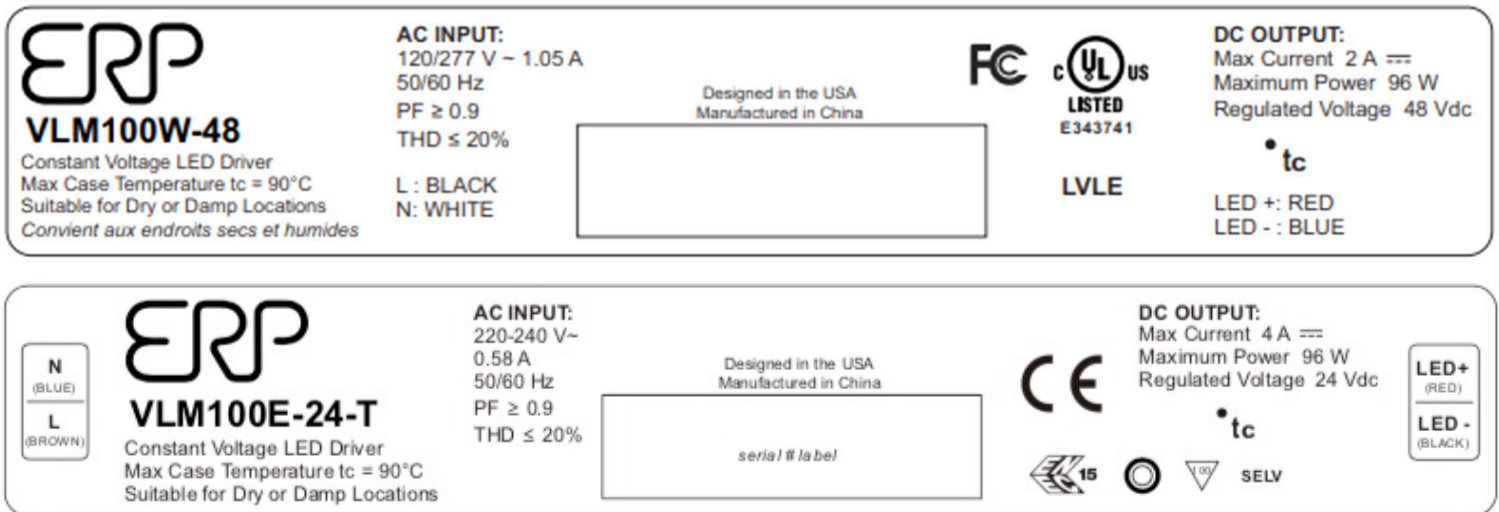 ERP
VLM100W-48
Constant Voltage LED Driver
Max Case Temperature tc = 90°C
Suitable for Dry or Damp Locations
Convient aux endroits secs et humides
AC INPUT:
120/277 V ~ 1.05 A
50/60 Hz
PF ≥ 0.9
THD ≤ 20%
L : BLACK
N: WHITE
Designed in the USA
Manufactured in China
FC
C UL US
LISTED
E343741
LVLE
DC OUTPUT:
Max Current 2 A ⎓
Maximum Power 96 W
Regulated Voltage 48 Vdc
• tc
LED +: RED
LED - : BLUE
N
(BLUE)
L
(BROWN)
ERP
VLM100E-24-T
Constant Voltage LED Driver
Max Case Temperature tc = 90°C
Suitable for Dry or Damp Locations
AC INPUT:
220-240 V~
0.58 A
50/60 Hz
PF ≥ 0.9
THD ≤ 20%
Designed in the USA
Manufactured in China
serial # label
CE
15
SELV
DC OUTPUT:
Max Current 4 A ⎓
Maximum Power 96 W
Regulated Voltage 24 Vdc
• tc
LED+
(RED)
LED -
(BLACK)